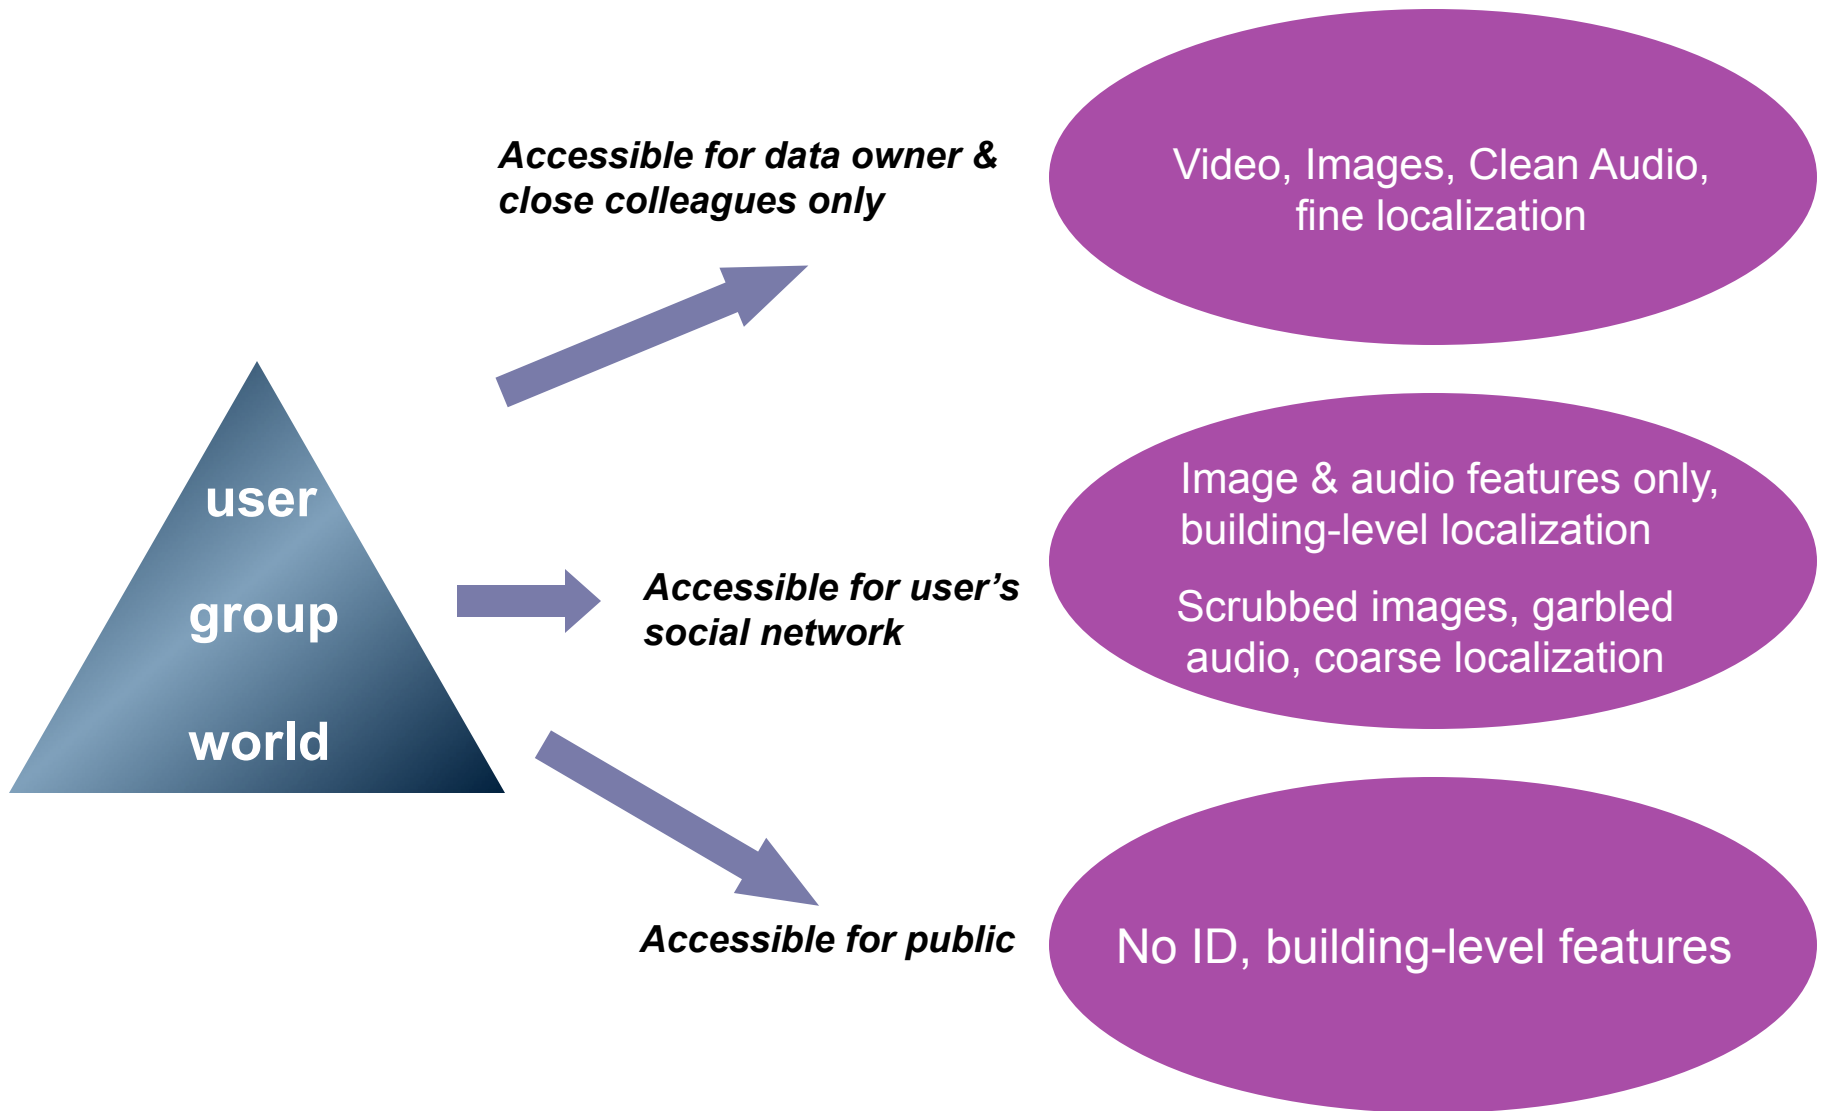 Accessible for data owner &
close colleagues only
Video, Images, Clean Audio,
fine localization
user
group
world
Accessible for user’s
social network
Image & audio features only,
building-level localization
Scrubbed images, garbled
audio, coarse localization
Accessible for public
No ID, building-level features